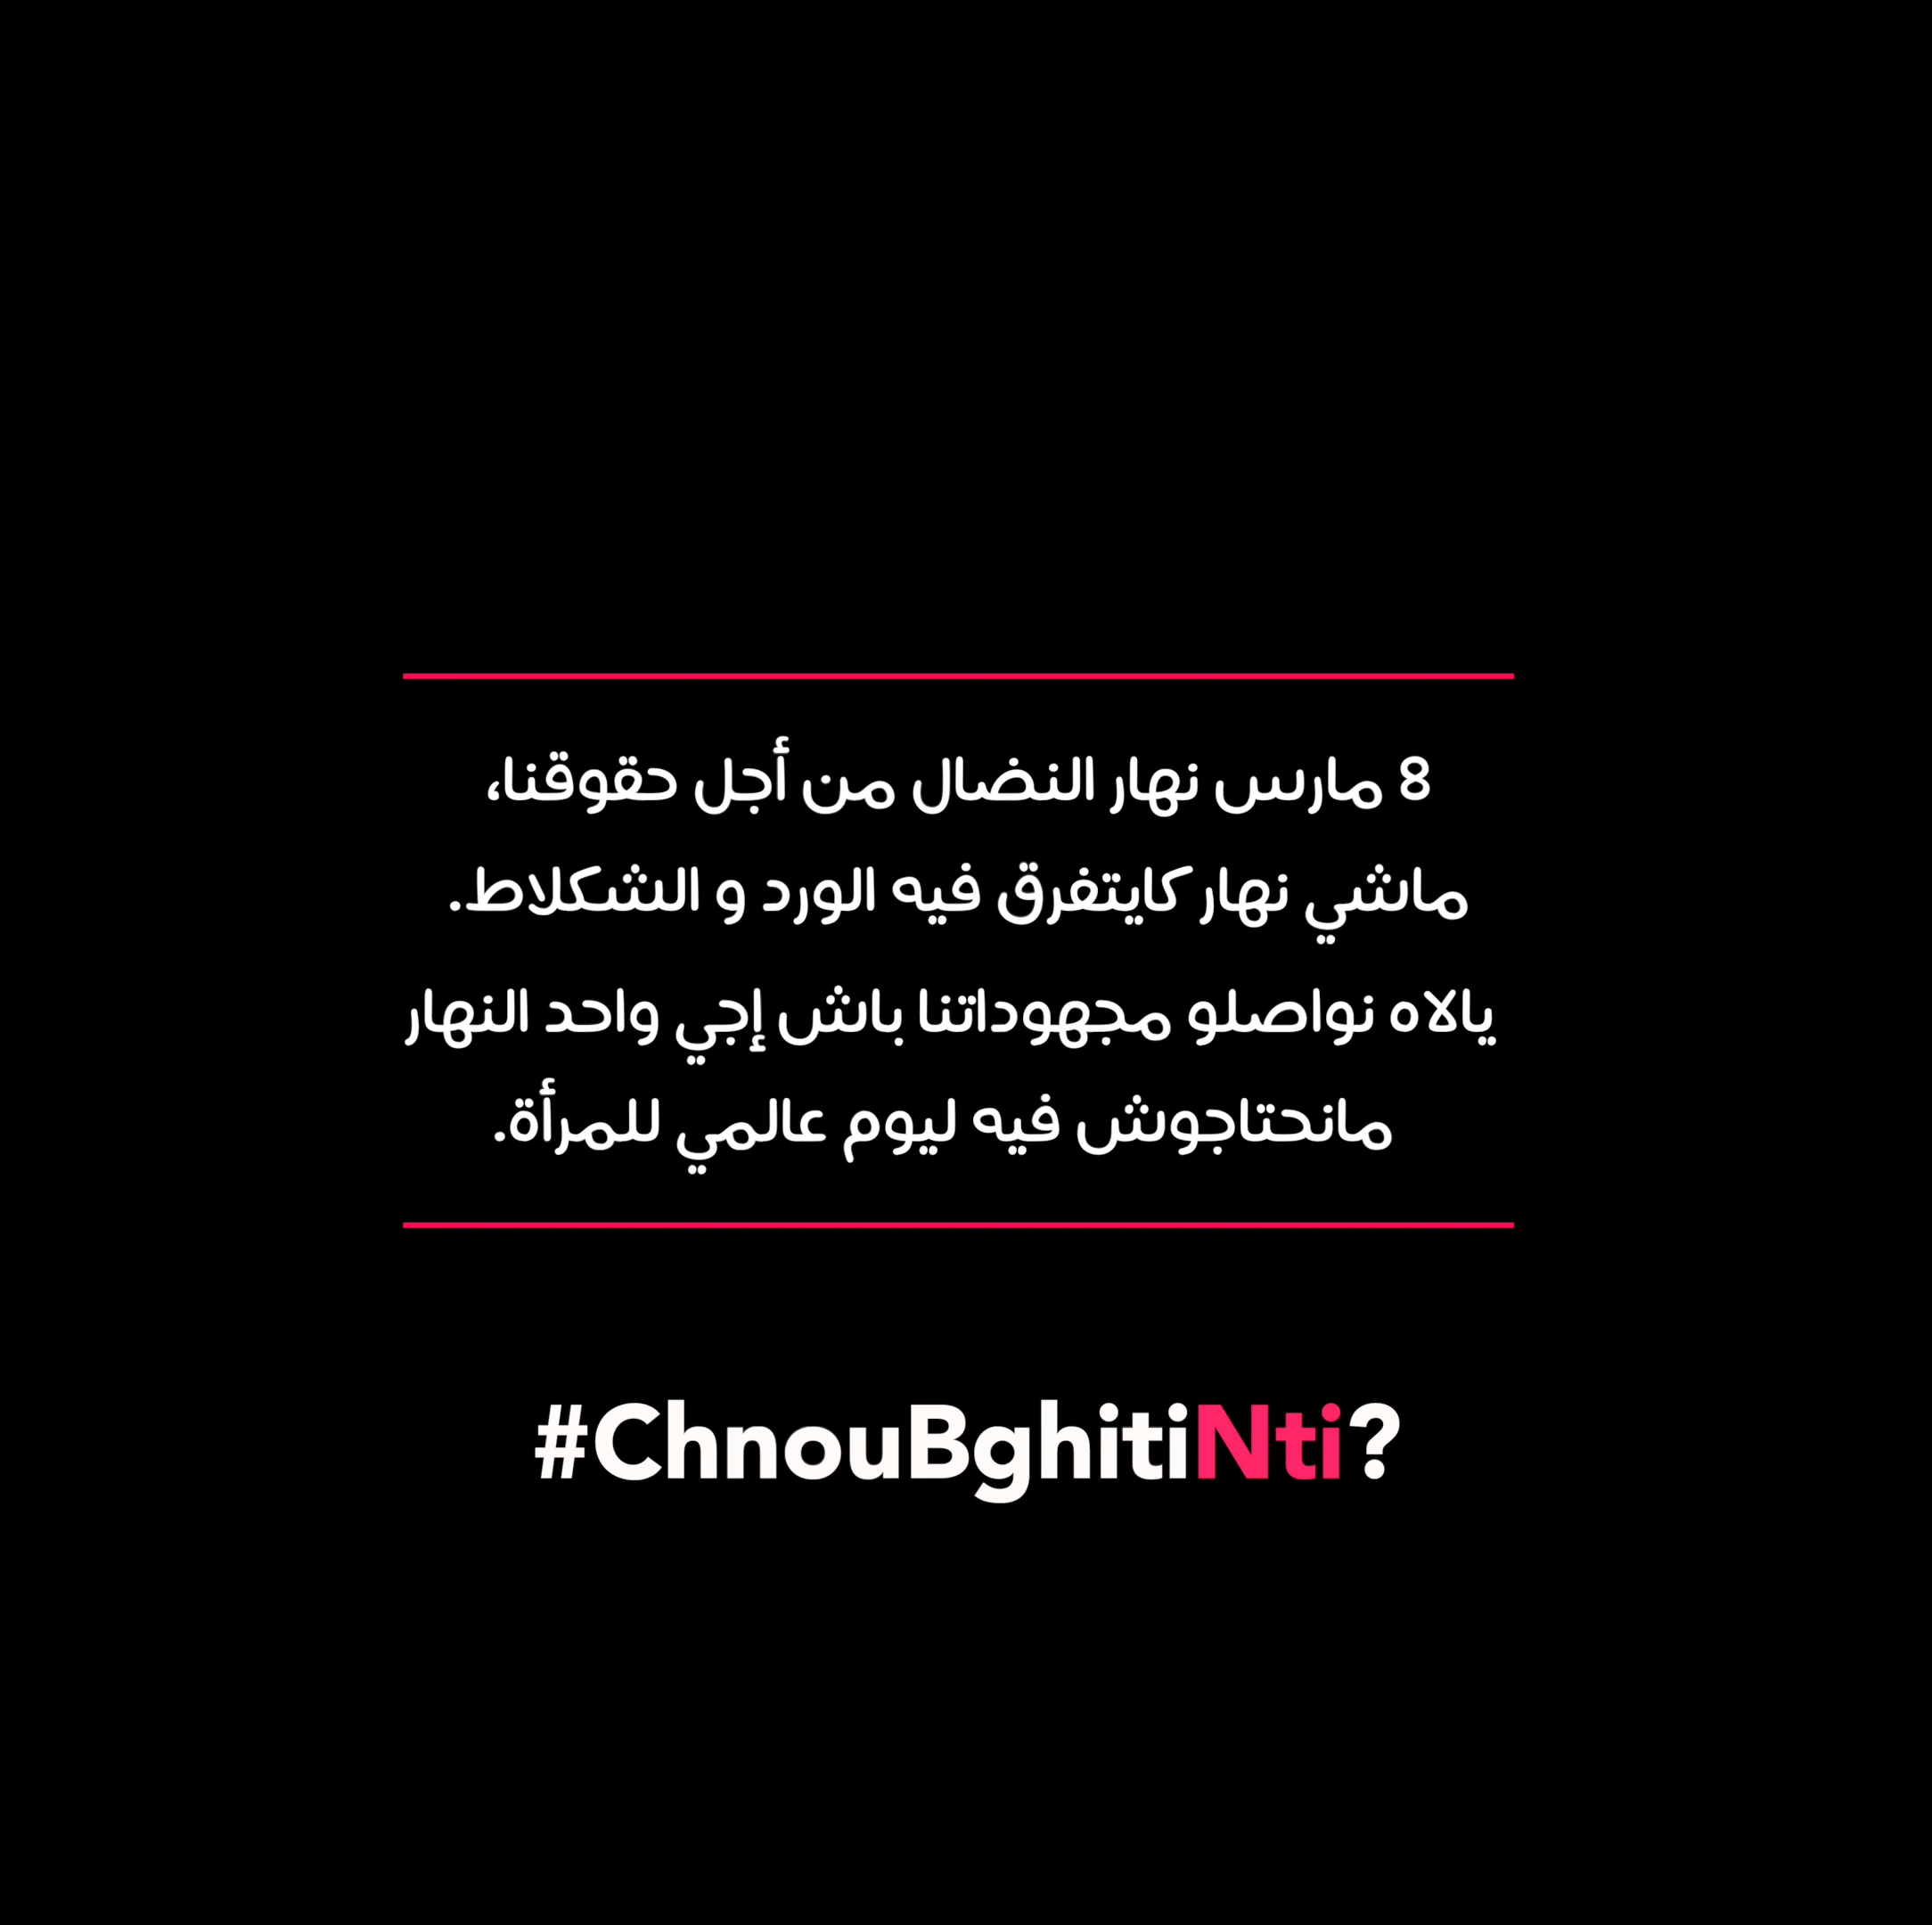 8 مارس نهار النضال من أجل حقوقنا،
ماشي نهار كايتفرق فيه الورد و الشكلاط.
يالاه نواصلو مجهوداتنا باش إجي واحد النهار
مانحتاجوش فيه ليوم عالمي للمرأة.
#ChnouBghitiNti?